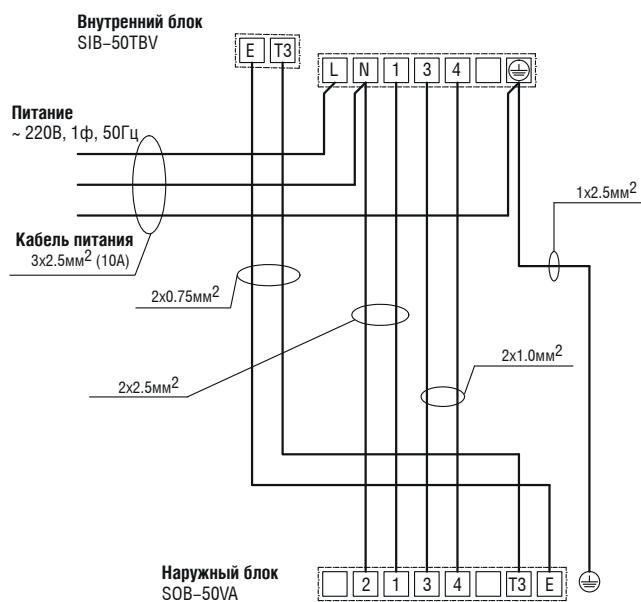 Внутренний блок
SIB–50TBV
E T3
L N 1 3 4
Питание
~ 220В, 1ф, 50Гц
1x2.5мм²
Кабель питания
3x2.5мм² (10А)
2x0.75мм²
2x1.0мм²
2x2.5мм²
Наружный блок
SOB–50VA
2 1 3 4 T3 E